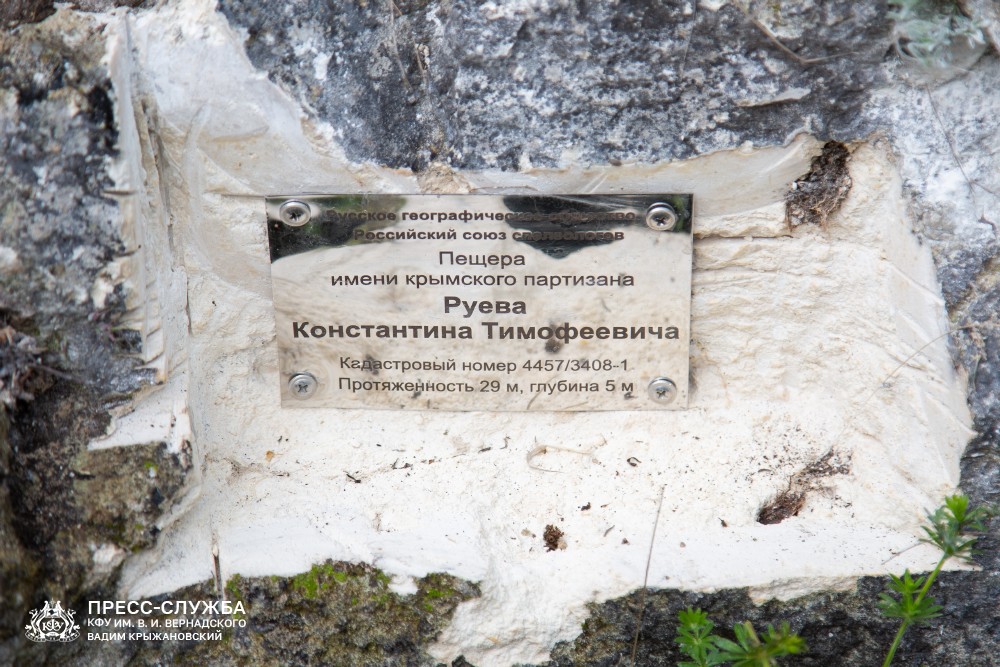 Русское географическое общество
Российский союз спелеологов
Пещера
имени крымского партизана
Руева
Константина Тимофеевича
Кадастровый номер 4457/3408-1
Протяженность 29 м, глубина 5 м
ПРЕСС-СЛУЖБА
КФУ ИМ. В. И. ВЕРНАДСКОГО
ВАДИМ КРЫЖАНОВСКИЙ